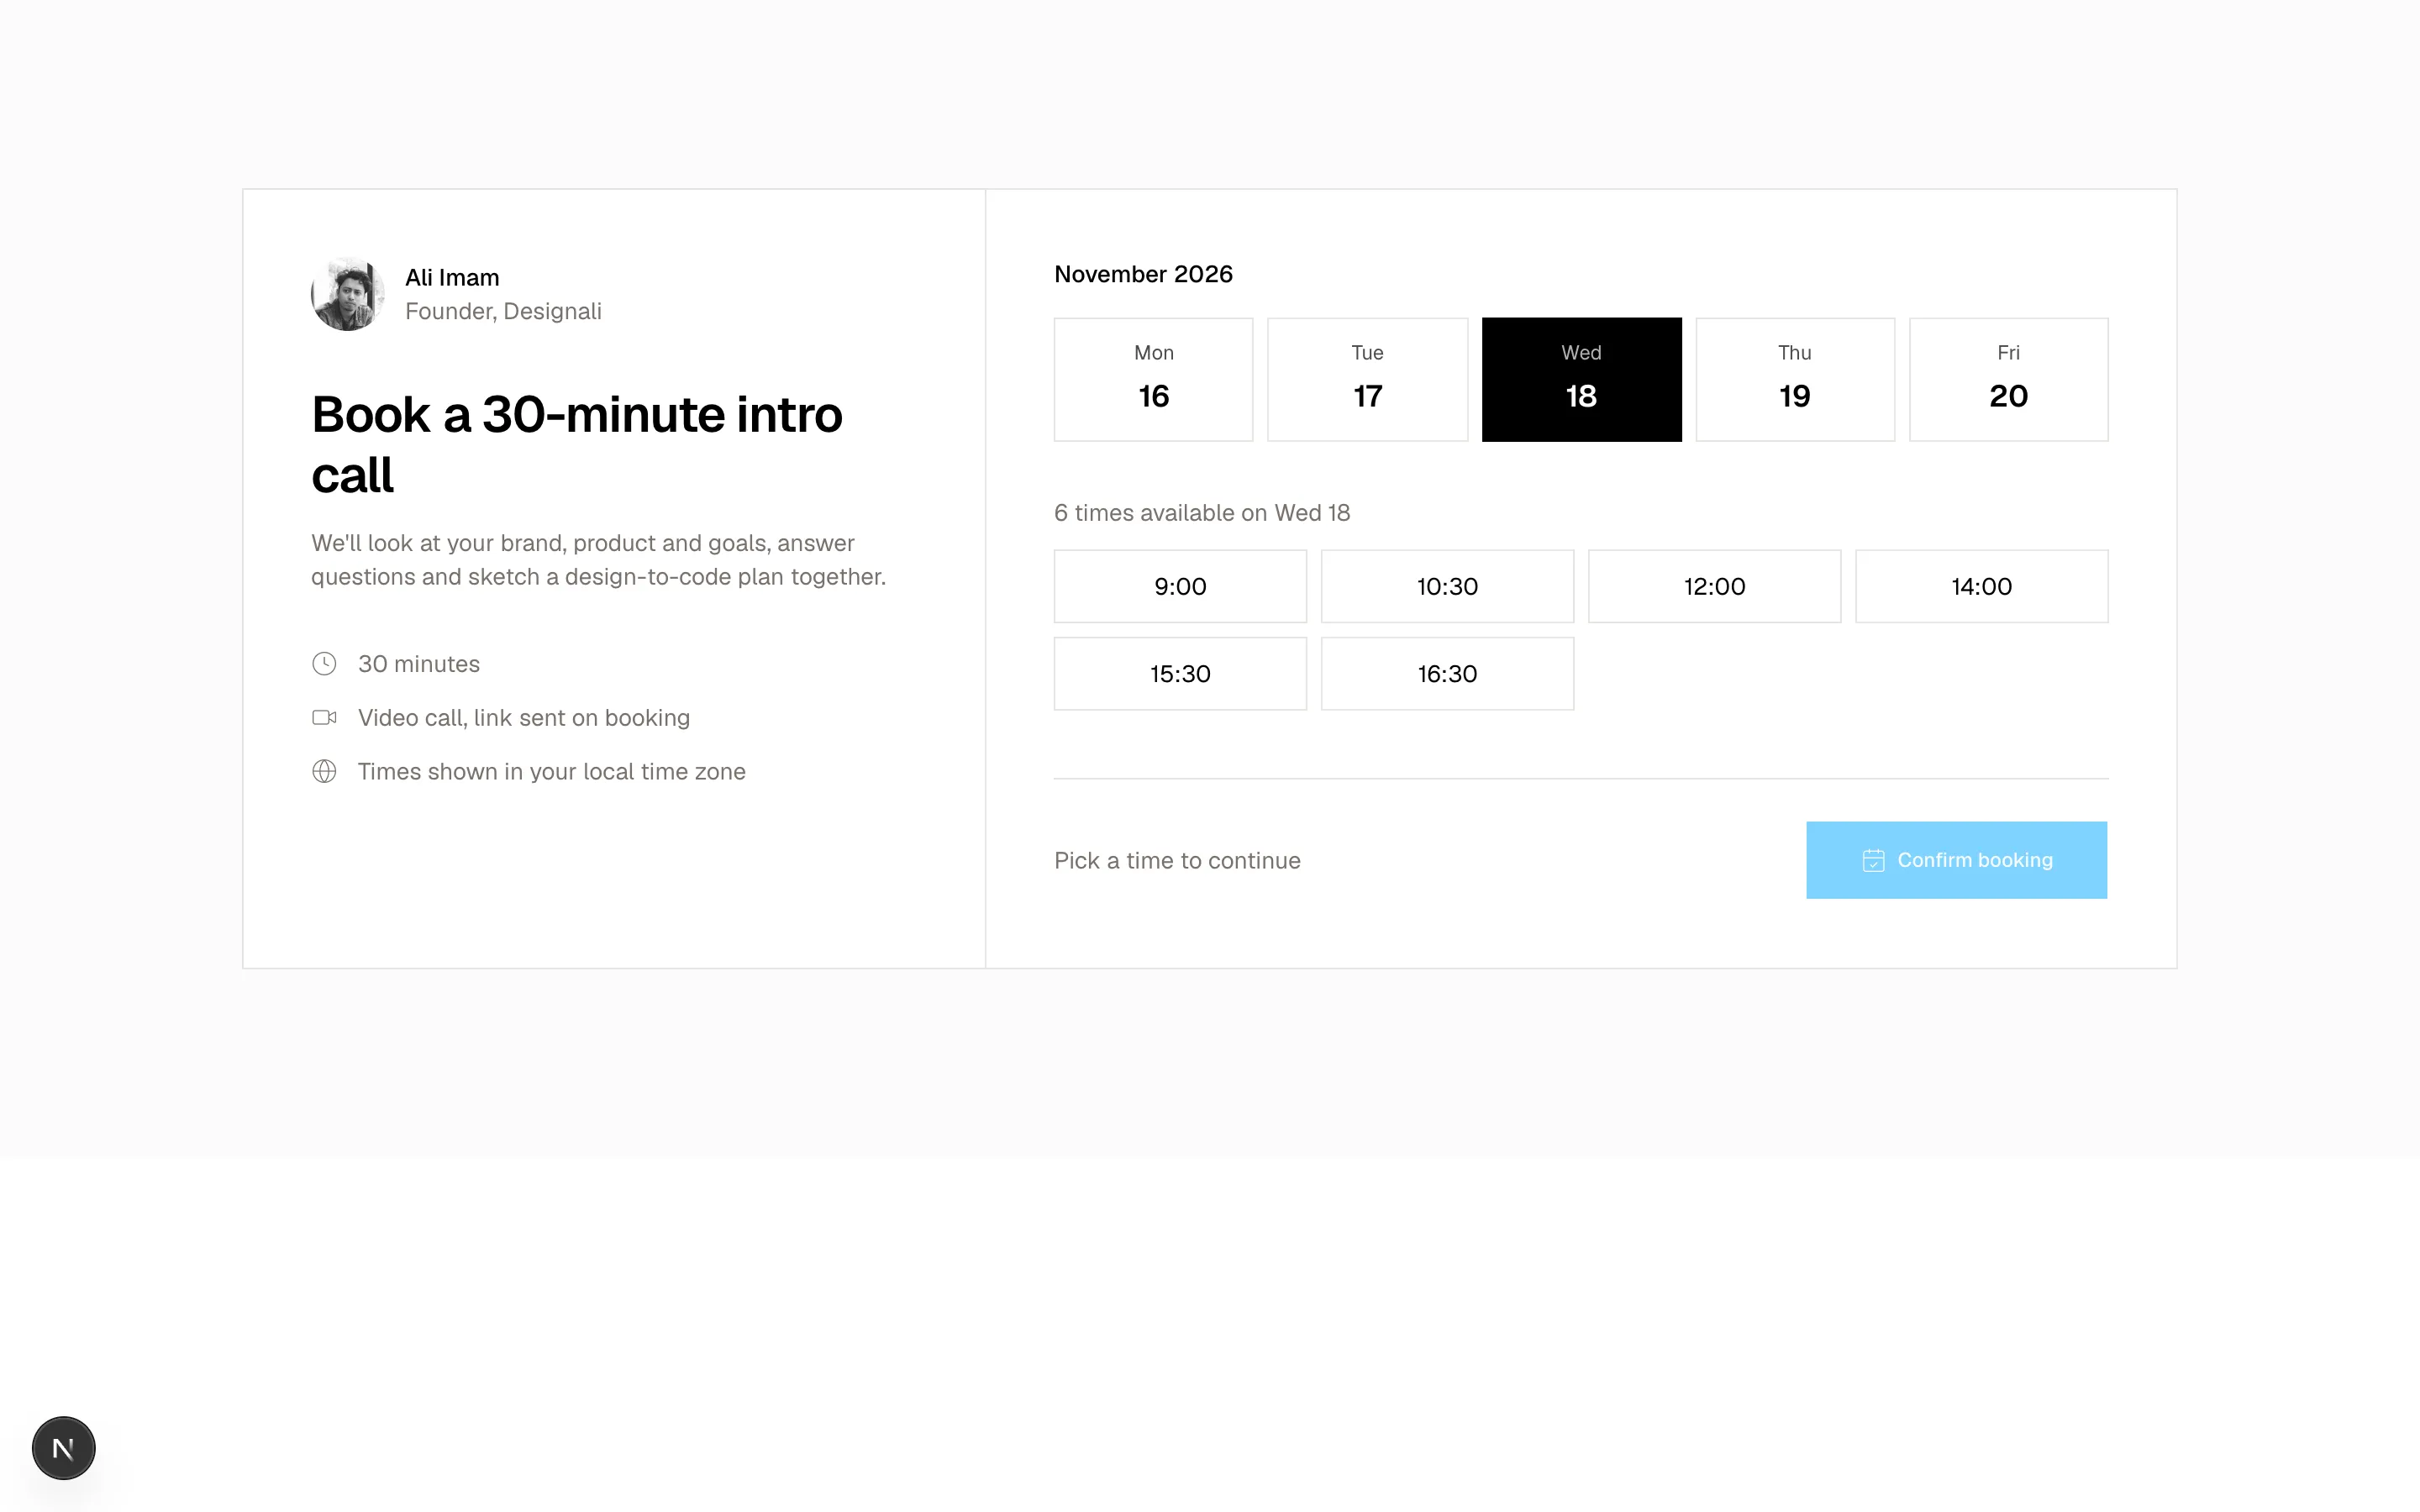 Ali Imam
Founder, Designali
Book a 30-minute intro
call
We'll look at your brand, product and goals, answer
questions and sketch a design-to-code plan together.
30 minutes
Video call, link sent on booking
Times shown in your local time zone
November 2026
Mon Tue Wed Thu Fri
16 17 18 19 20
6 times available on Wed 18
9:00 10:30 12:00 14:00
15:30 16:30
Pick a time to continue
Confirm booking
N